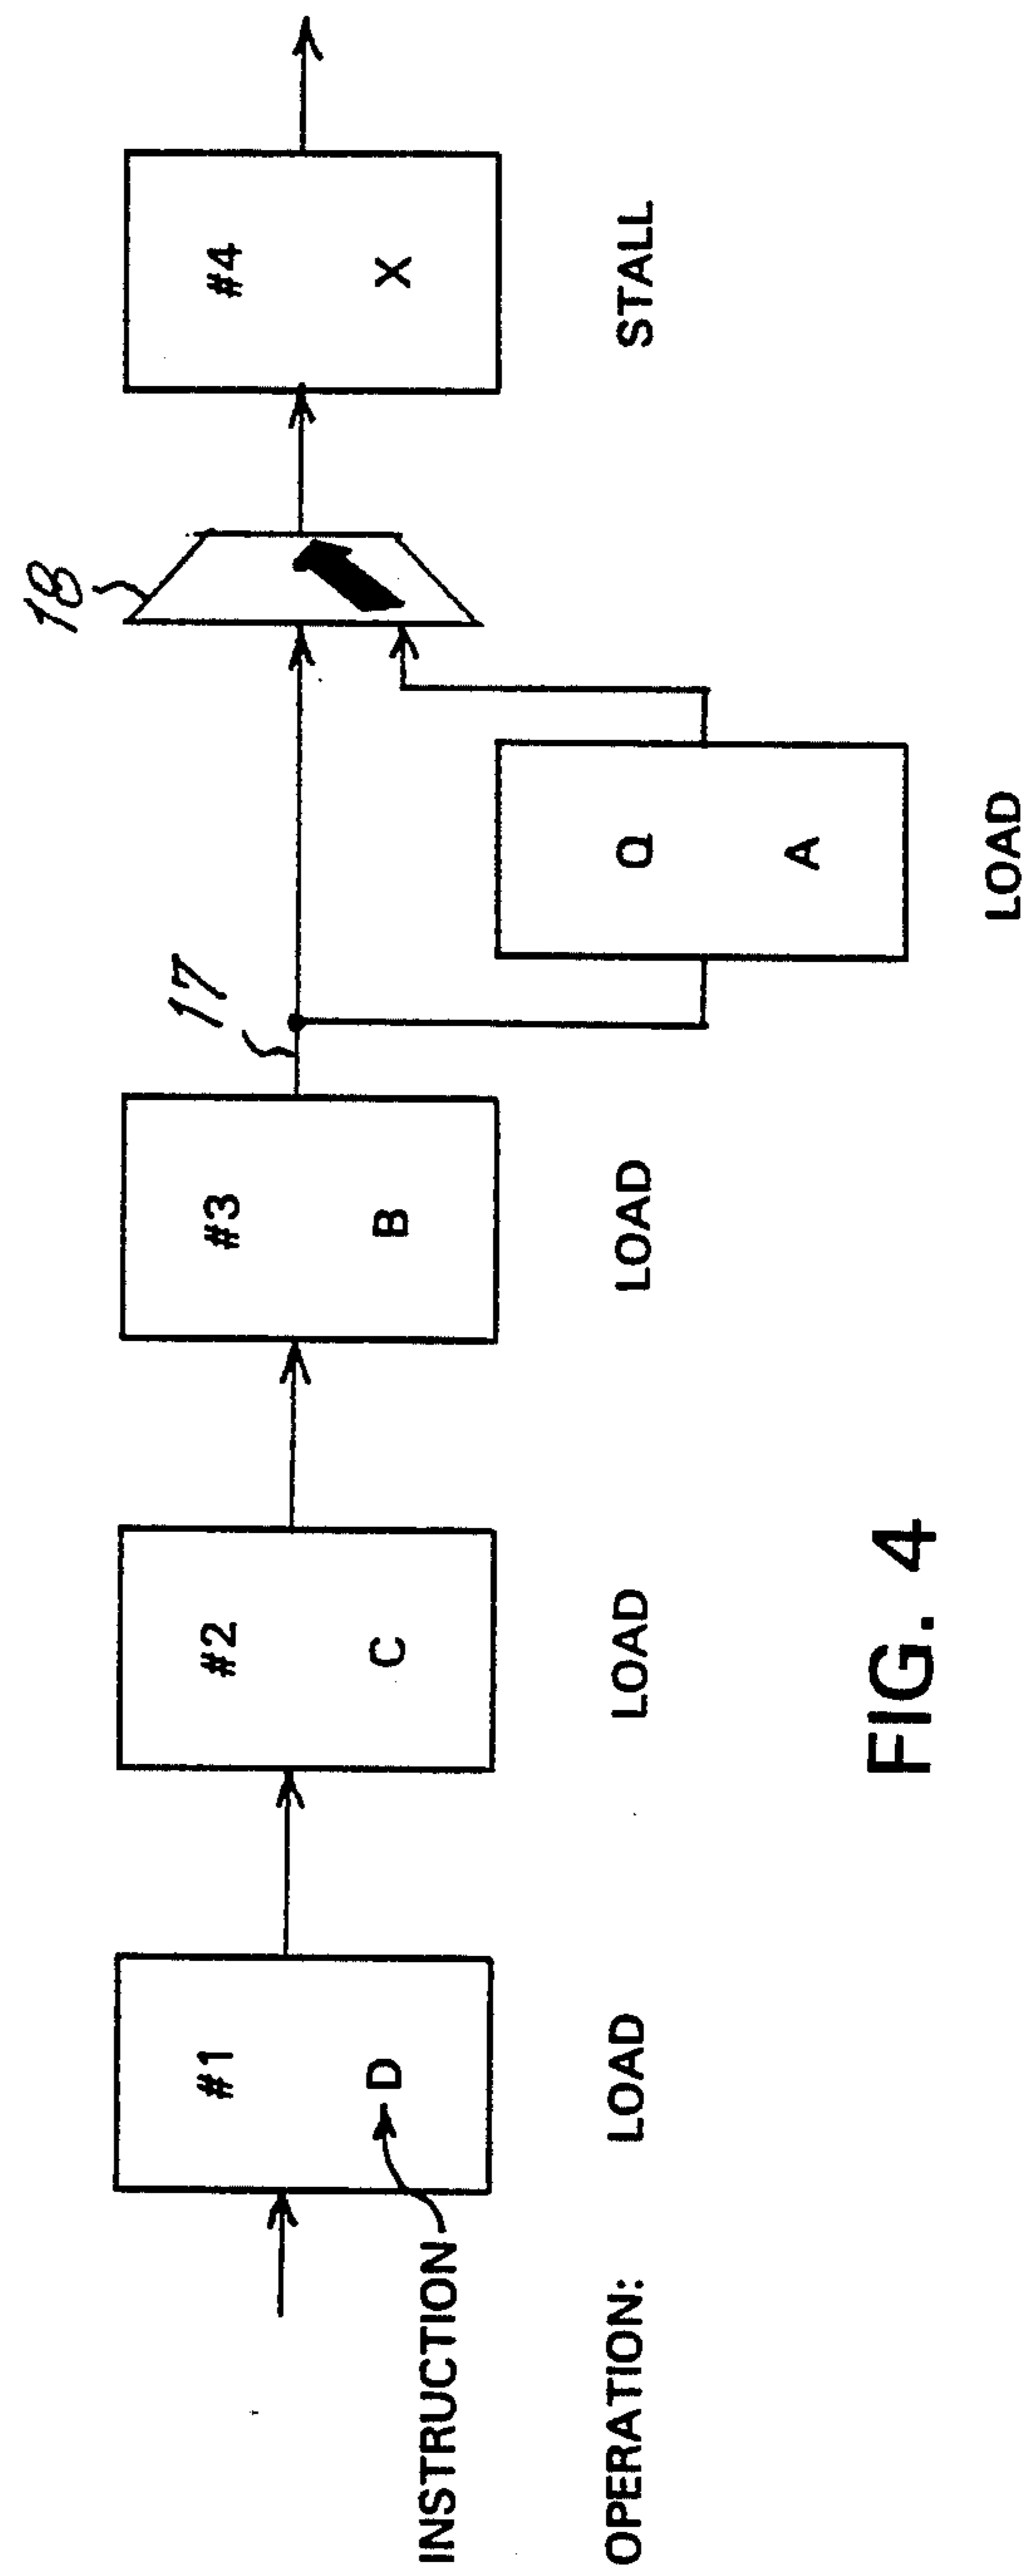 18
17
#1
#2
#3
#4
D
C
B
X
INSTRUCTION
Q
A
OPERATION:
LOAD
LOAD
LOAD
STALL
LOAD
FIG. 4